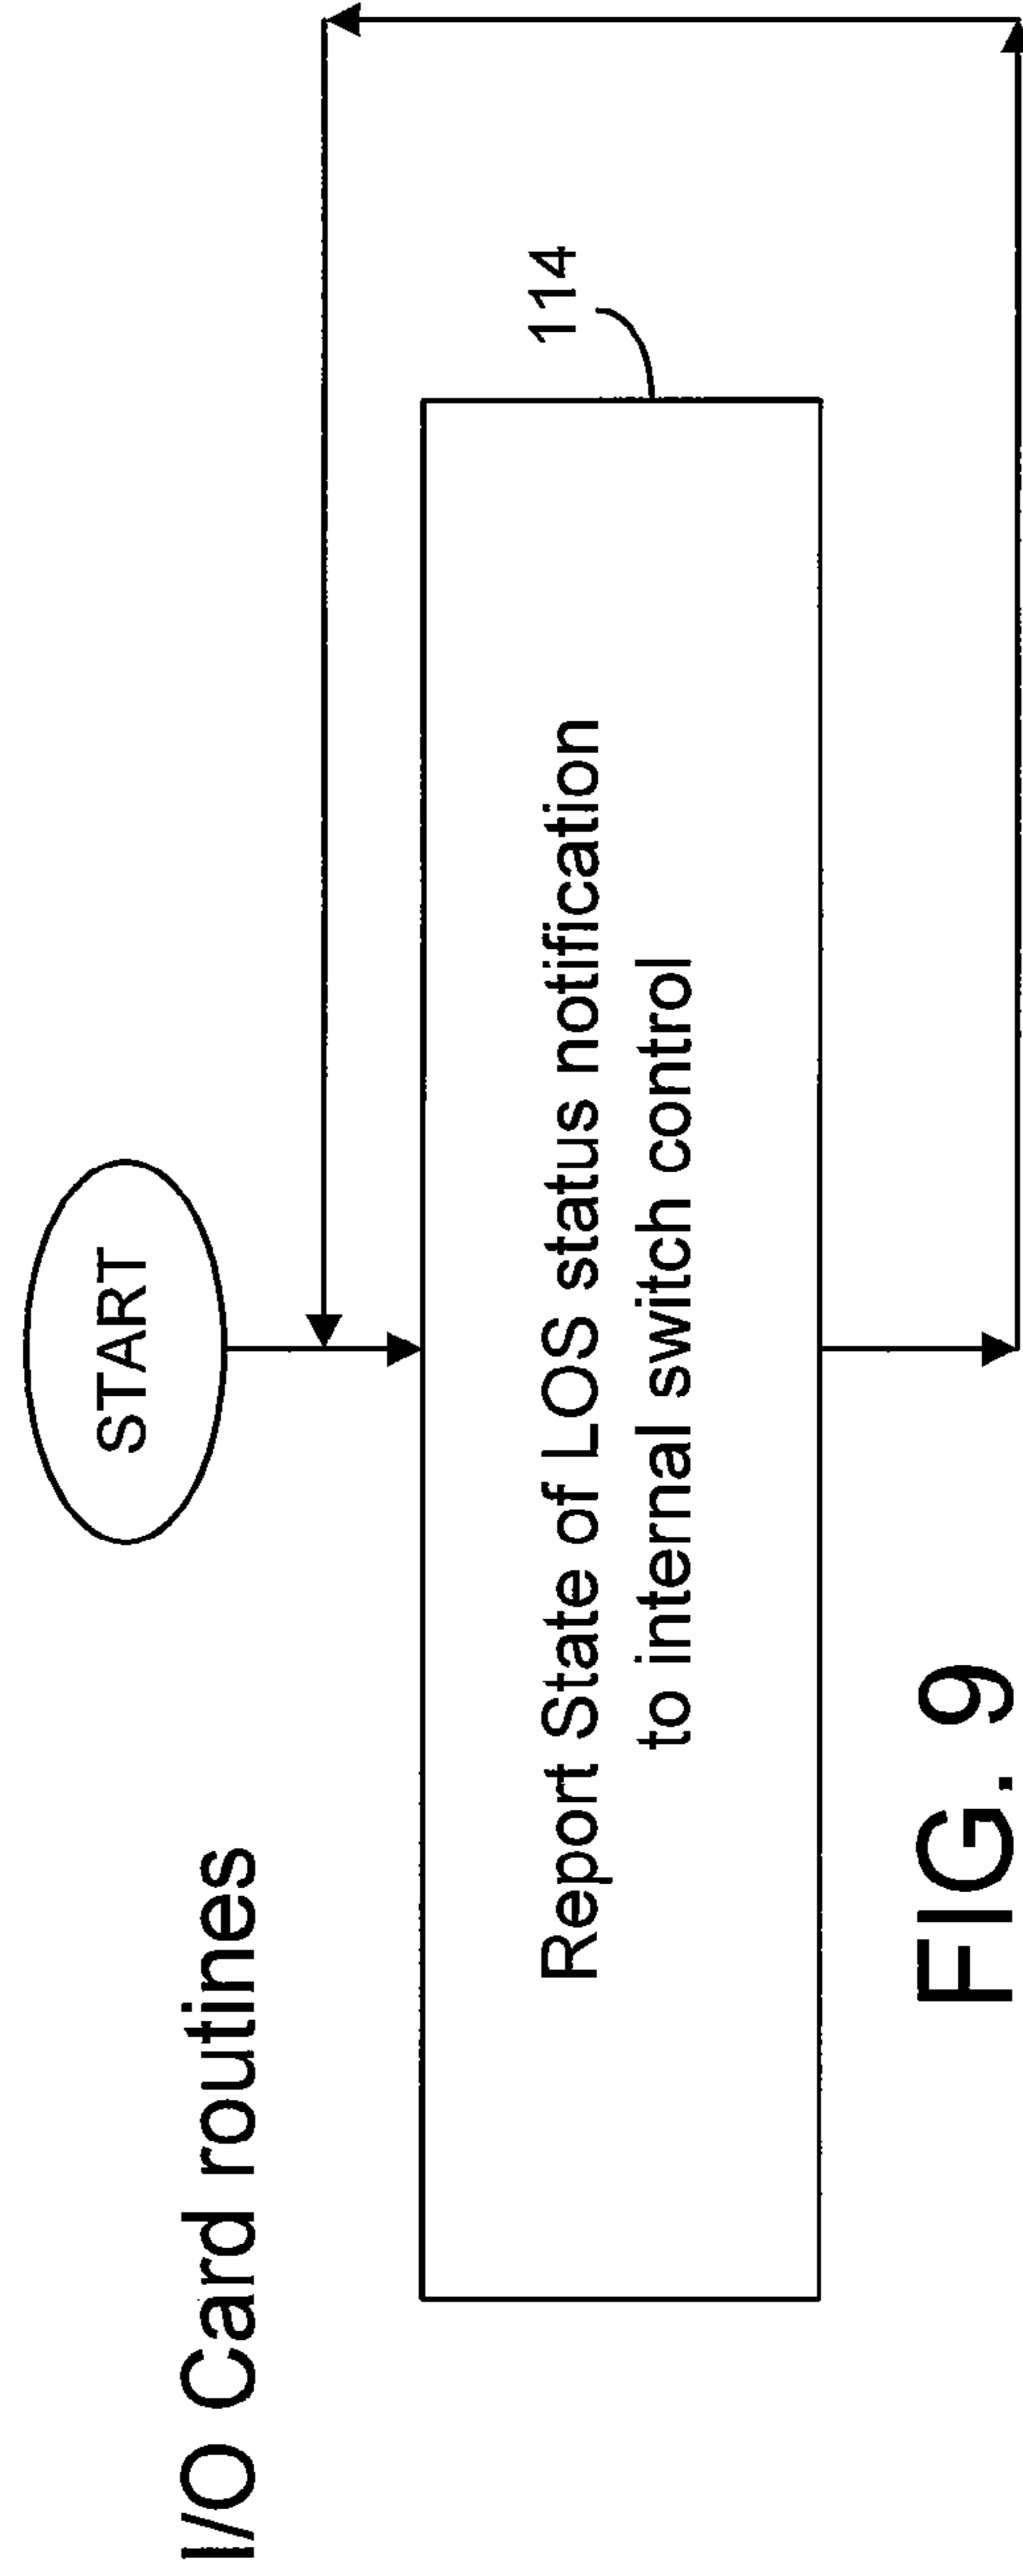 I/O Card routines
START
114
Report State of LOS status notification
to internal switch control
FIG. 9